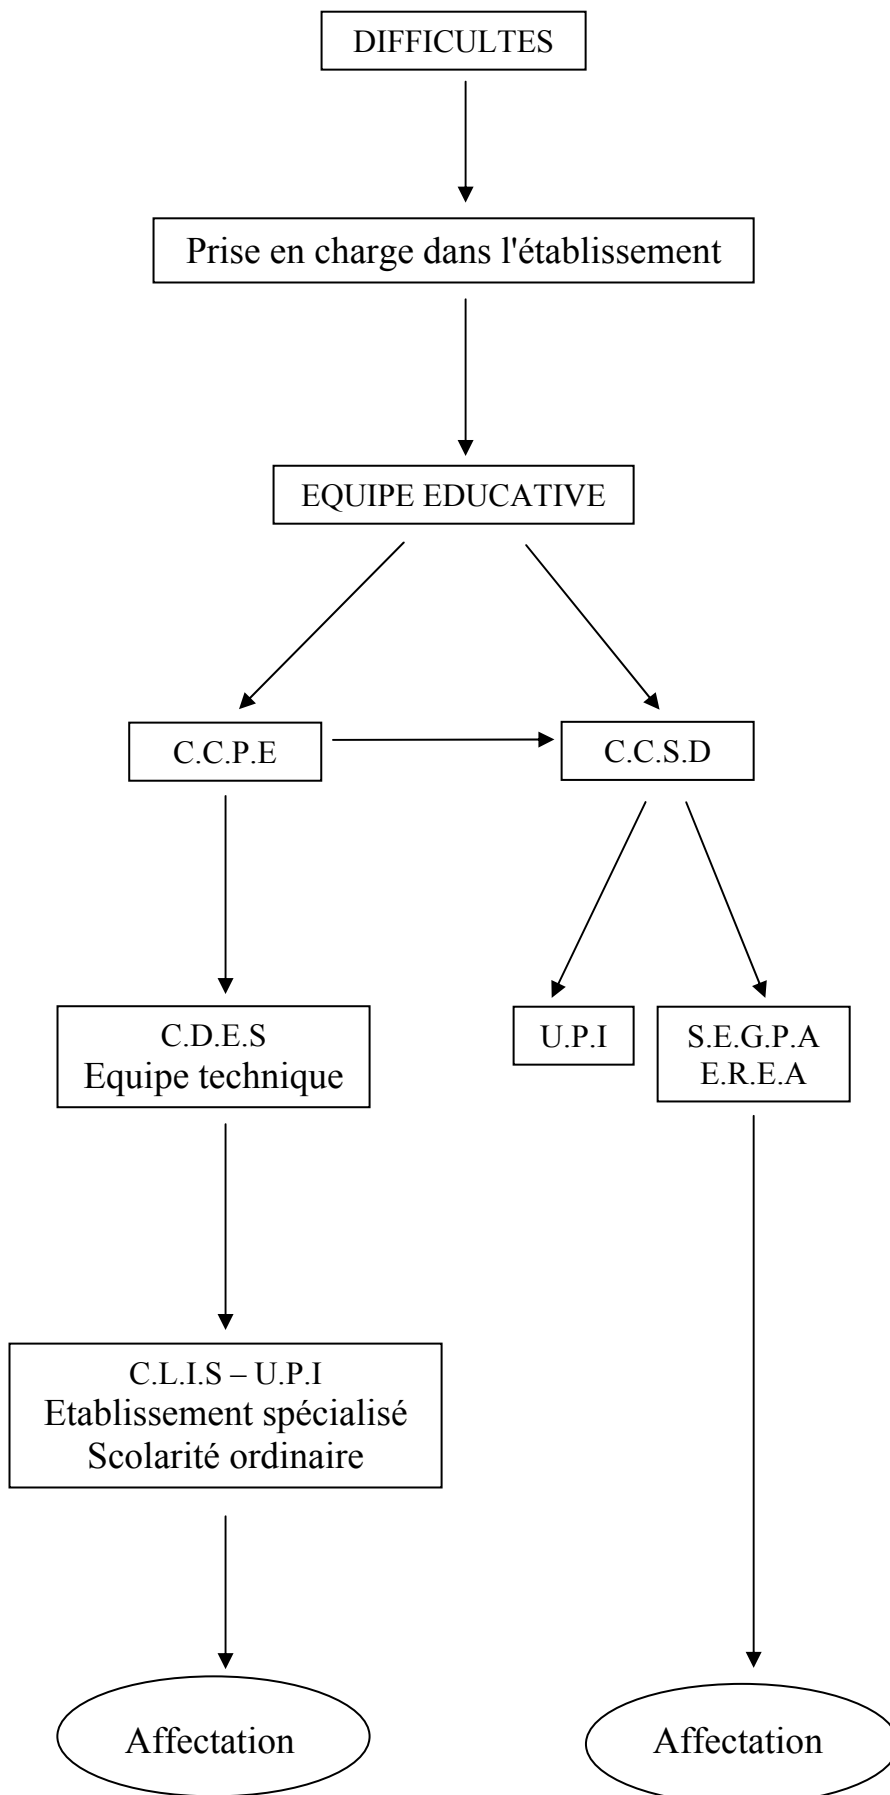 DIFFICULTES
Prise en charge dans l'établissement
EQUIPE EDUCATIVE
C.C.P.E
C.C.S.D
U.P.I
S.E.G.P.A
E.R.E.A
C.D.E.S
Equipe technique
C.L.I.S – U.P.I
Etablissement spécialisé
Scolarité ordinaire
Affectation
Affectation